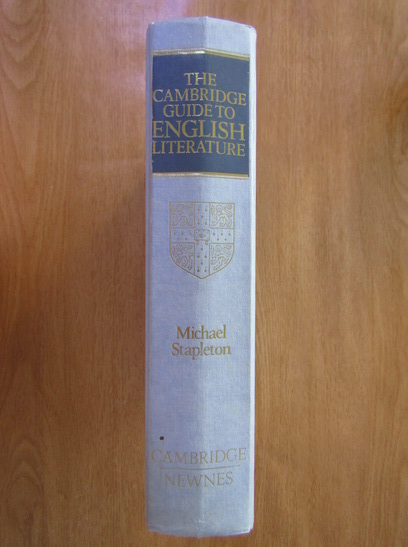 THE
CAMBRIDGE
GUIDE TO
ENGLISH
LITERATURE
Michael
Stapleton
CAMBRIDGE
NEWNES